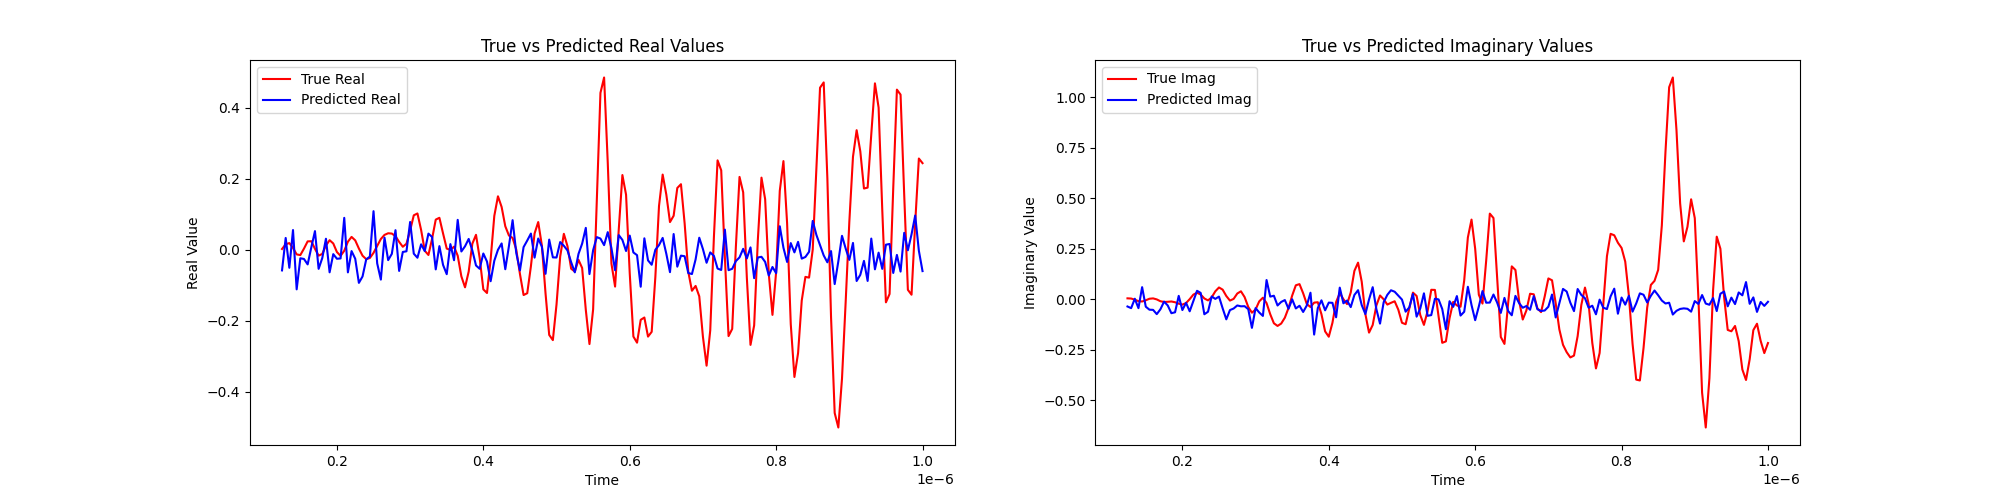 True vs Predicted Real Values
True Real
Predicted Real
Real Value
0.4
0.2
0.0
−0.2
−0.4
0.2
0.4
0.6
0.8
1.0
1e−6
Time
True vs Predicted Imaginary Values
True Imag
Predicted Imag
Imaginary Value
1.00
0.75
0.50
0.25
0.00
−0.25
−0.50
0.2
0.4
0.6
0.8
1.0
1e−6
Time